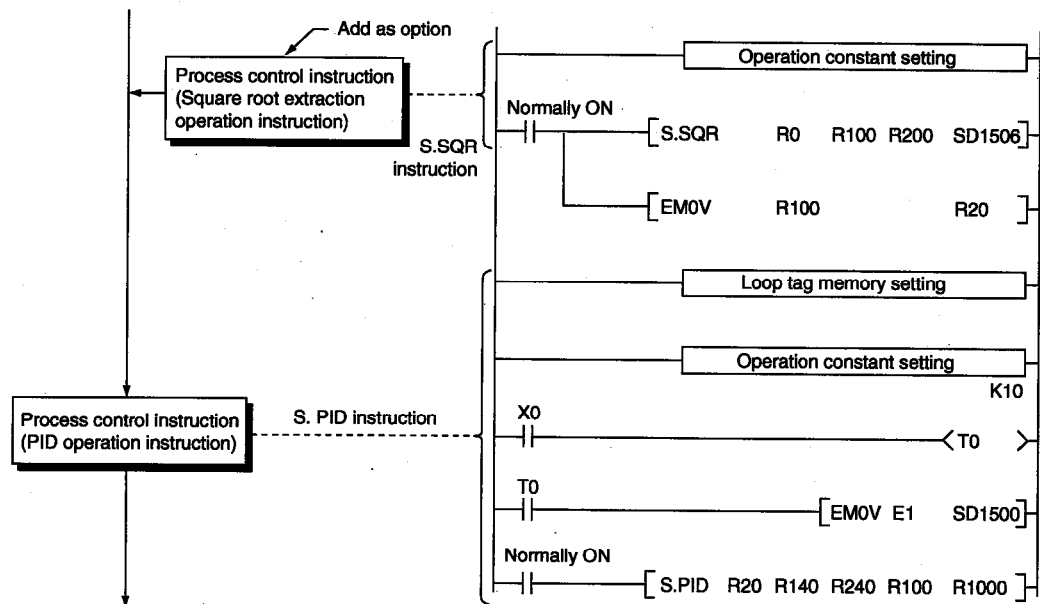 Add as option
Process control instruction
(Square root extraction
operation instruction)
S.SQR
instruction
Operation constant setting
Normally ON
S.SQR R0 R100 R200 SD1506
EM0V R100 R20
Loop tag memory setting
Operation constant setting
K10
Process control instruction
(PID operation instruction)
S. PID instruction
X0
T0
T0
EM0V E1 SD1500
Normally ON
S.PID R20 R140 R240 R100 R1000